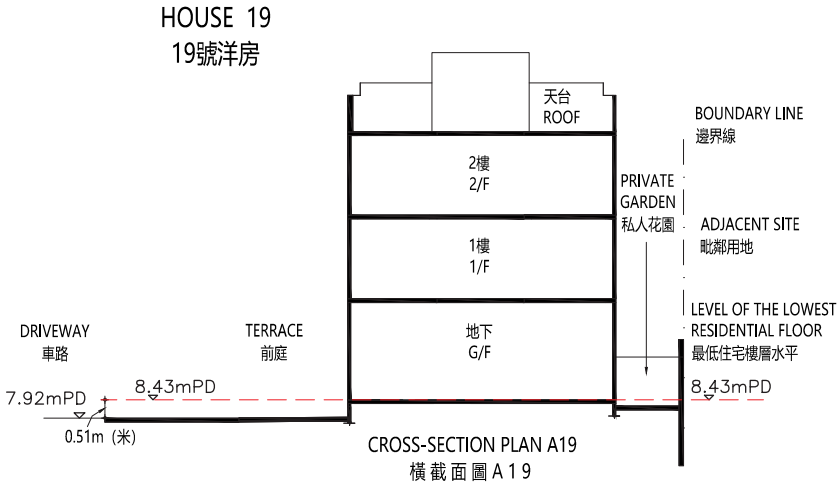 HOUSE 19
19號洋房
天台
ROOF
BOUNDARY LINE
邊界線
2樓
2/F
PRIVATE
GARDEN
私人花園
1樓
1/F
ADJACENT SITE
毗鄰用地
DRIVEWAY
車路
TERRACE
前庭
地下
G/F
LEVEL OF THE LOWEST
RESIDENTIAL FLOOR
最低住宅樓層水平
7.92mPD
8.43mPD
8.43mPD
0.51m (米)
CROSS-SECTION PLAN A19
橫截面圖A19